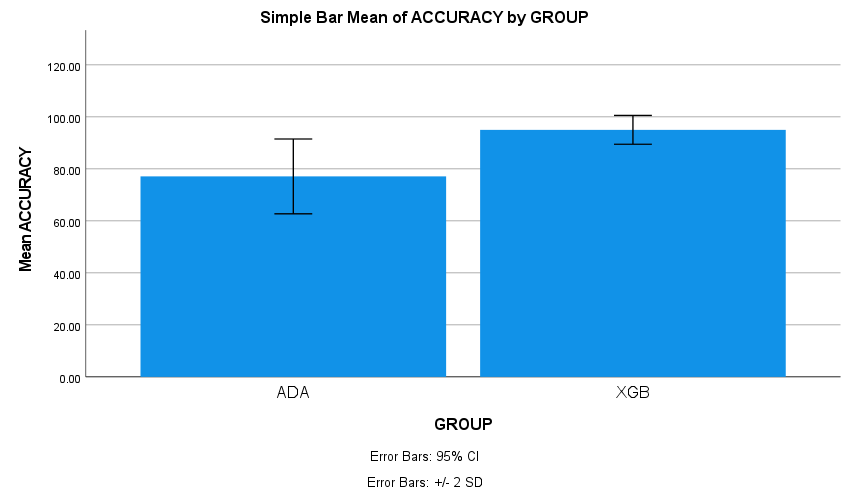 Simple Bar Mean of ACCURACY by GROUP
120.00
100.00
80.00
60.00
40.00
20.00
0.00
Mean ACCURACY
ADA
XGB
GROUP
Error Bars: 95% CI
Error Bars: +/- 2 SD